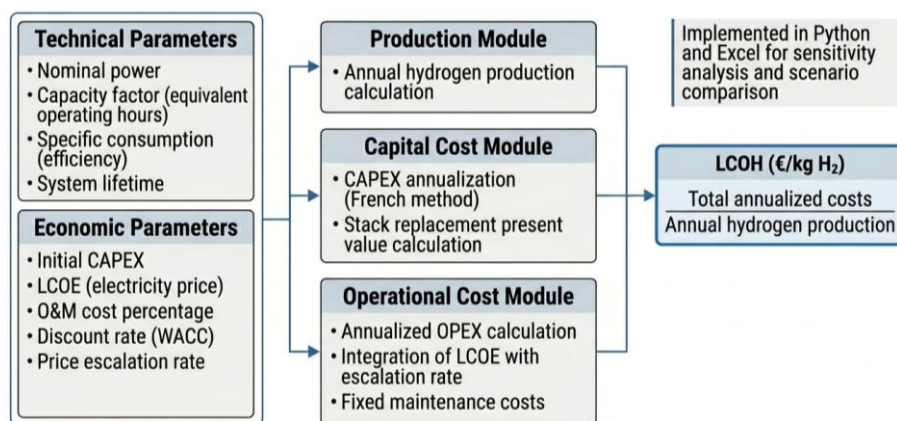 Technical Parameters
• Nominal power
• Capacity factor (equivalent
operating hours)
• Specific consumption
(efficiency)
• System lifetime
Economic Parameters
• Initial CAPEX
• LCOE (electricity price)
• O&M cost percentage
• Discount rate (WACC)
• Price escalation rate
Production Module
• Annual hydrogen production
calculation
Capital Cost Module
• CAPEX annualization
(French method)
• Stack replacement present
value calculation
Operational Cost Module
• Annualized OPEX calculation
• Integration of LCOE with
escalation rate
• Fixed maintenance costs
Implemented in Python
and Excel for sensitivity
analysis and scenario
comparison
LCOH (€/kg H₂)
Total annualized costs
Annual hydrogen production